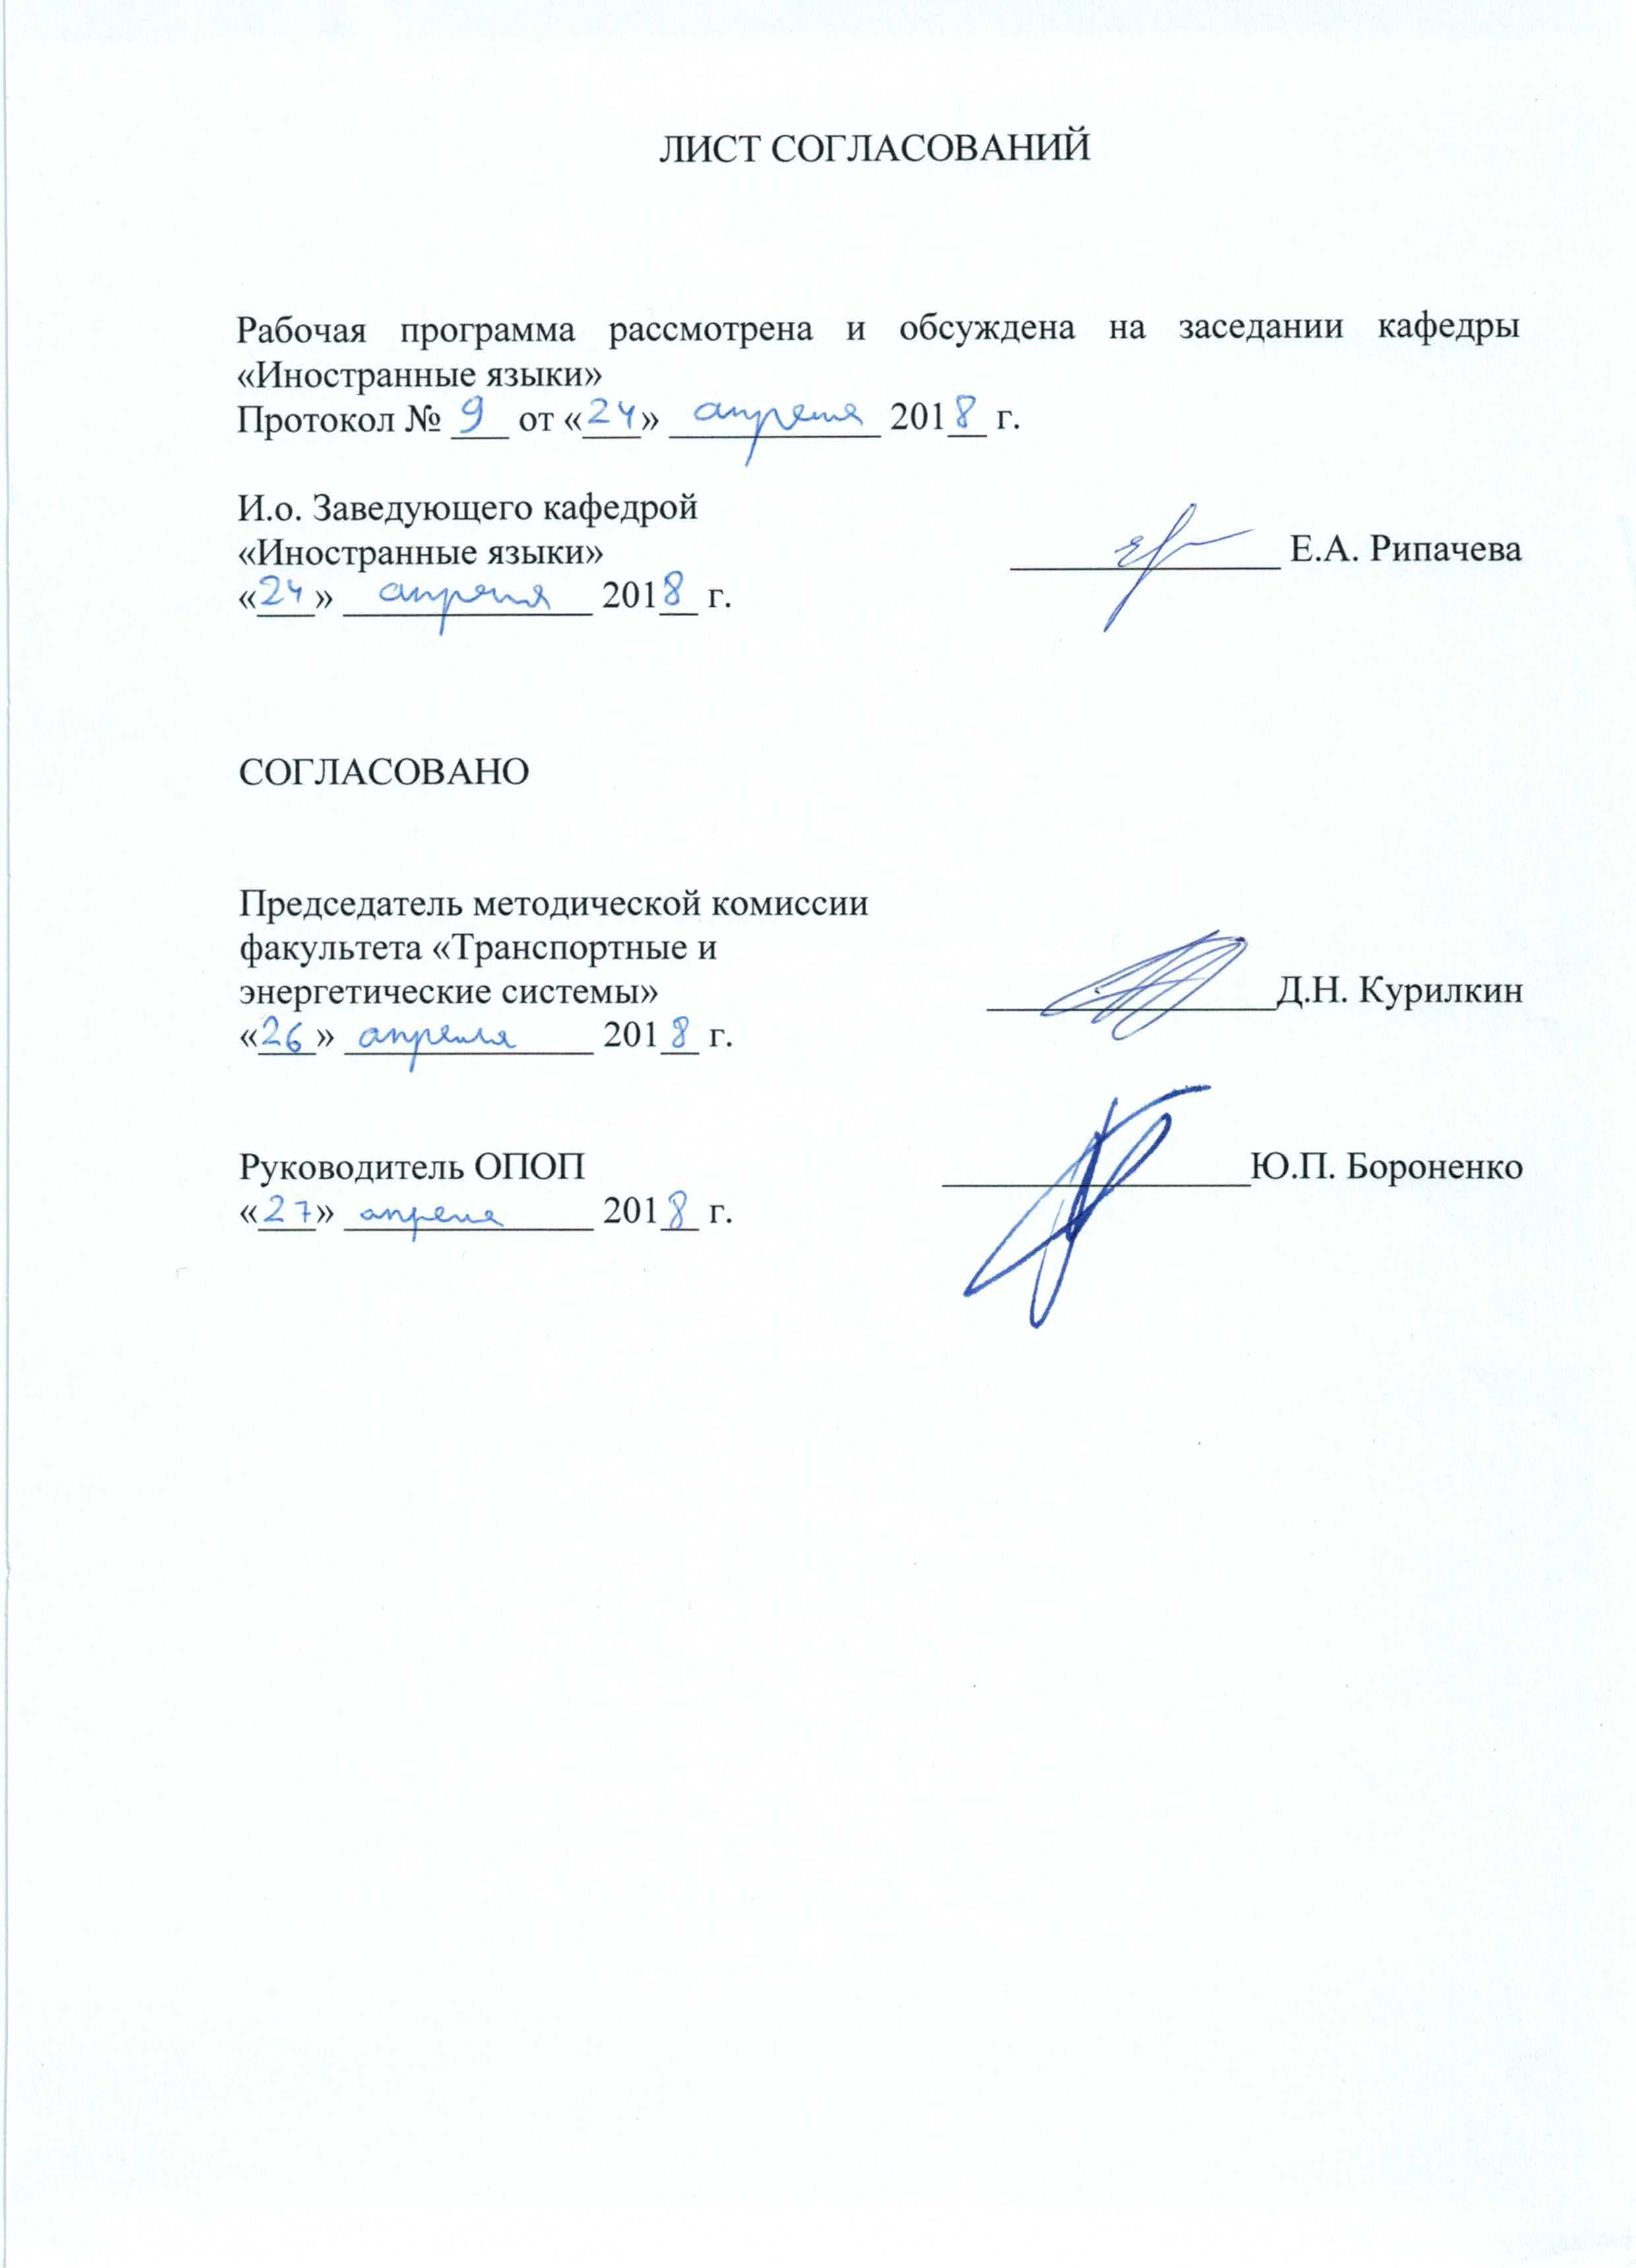 ЛИСТ СОГЛАСОВАНИЙ
Рабочая программа рассмотрена и обсуждена на заседании кафедры
«Иностранные языки»
Протокол № 9 от «24» апреля 2018 г.
И.о. Заведующего кафедрой
«Иностранные языки» Е.А. Рипачева
«24» апреля 2018 г.
СОГЛАСОВАНО
Председатель методической комиссии
факультета «Транспортные и
энергетические системы» Д.Н. Курилкин
«26» апреля 2018 г.
Руководитель ОПОП Ю.П. Бороненко
«27» апреля 2018 г.